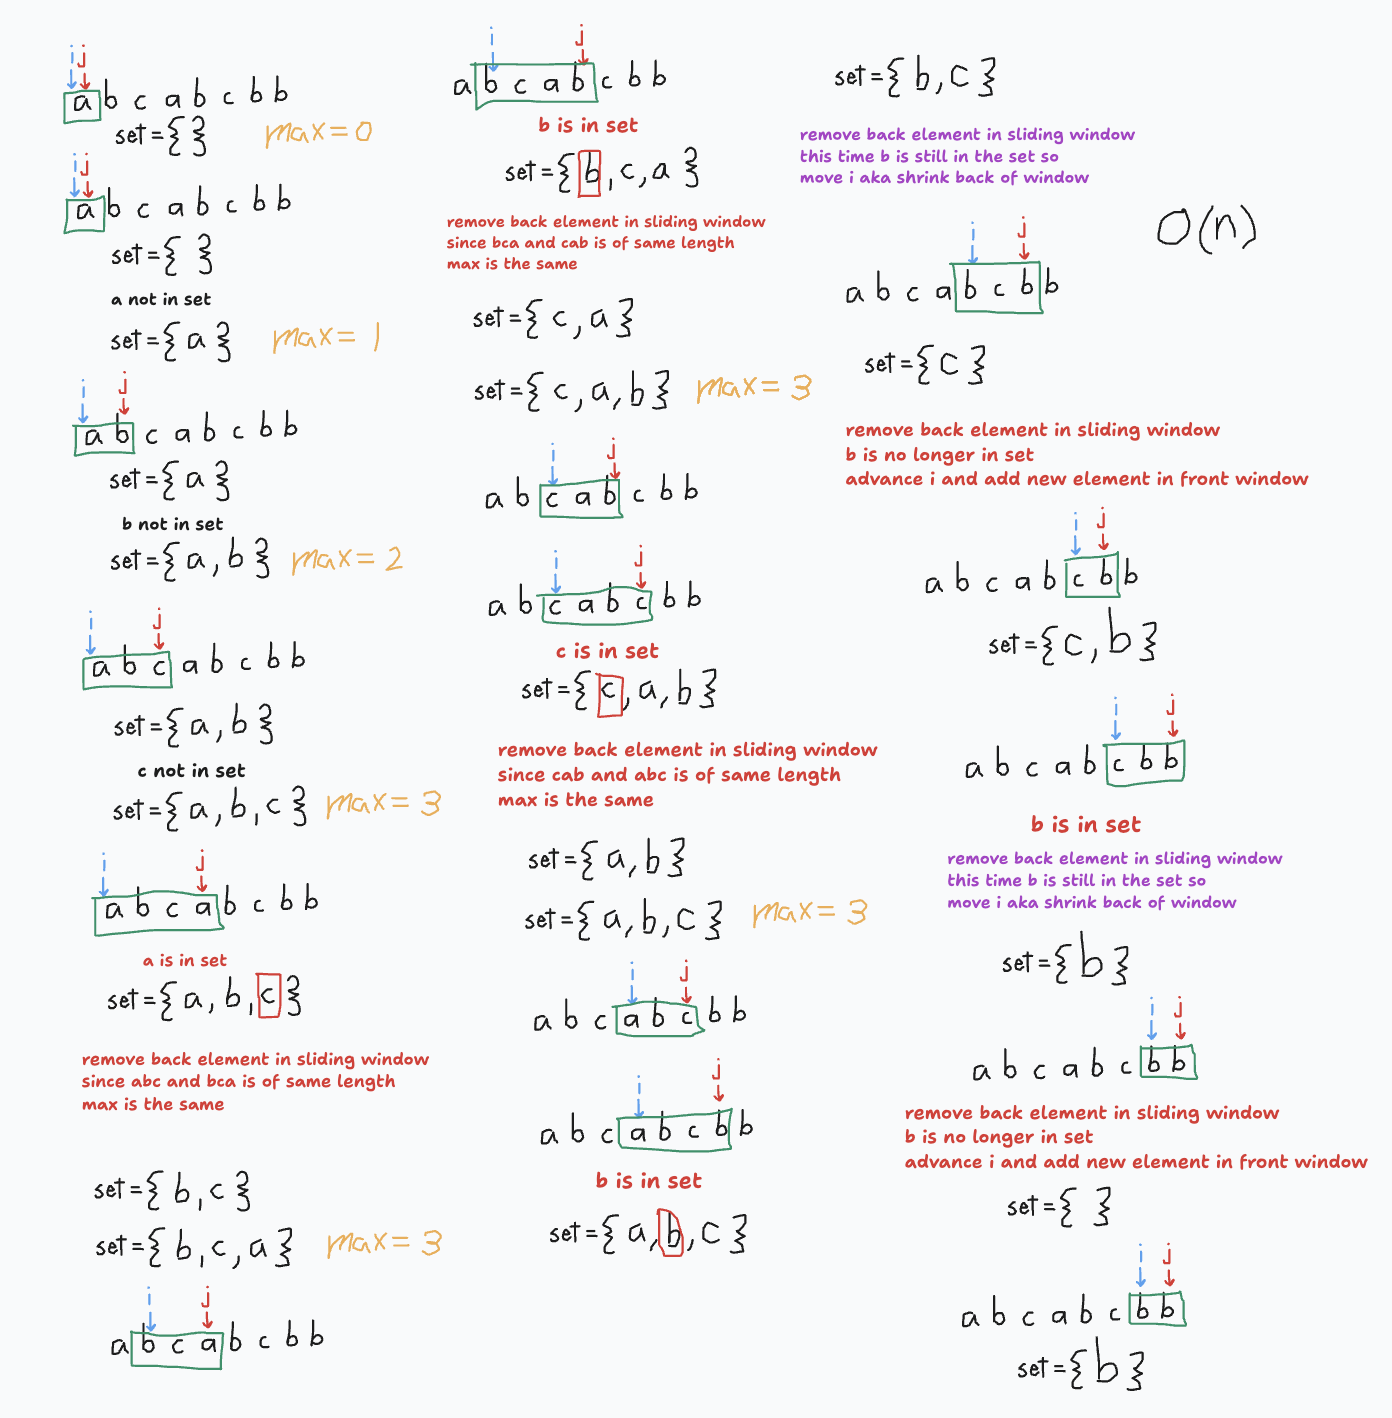 i j
a b c a b c b b
set = { }
max = 0
i j
a b c a b c b b
set = { }
a not in set
set = { a }
max = 1
i j
a b c a b c b b
set = { a }
b not in set
set = { a , b }
max = 2
i j
a b c a b c b b
set = { a , b }
c not in set
set = { a , b , c }
max = 3
i j
a b c a b c b b
a is in set
set = { a , b , c }
remove back element in sliding window
since abc and bca is of same length
max is the same
set = { b , c }
set = { b , c , a }
max = 3
i j
a b c a b c b b
i j
a b c a b c b b
b is in set
set = { b , c , a }
remove back element in sliding window
since bca and cab is of same length
max is the same
set = { c , a }
set = { c , a , b }
max = 3
i j
a b c a b c b b
i j
a b c a b c b b
c is in set
set = { c , a , b }
remove back element in sliding window
since cab and abc is of same length
max is the same
set = { a , b }
set = { a , b , c }
max = 3
i j
a b c a b c b b
i j
a b c a b c b b
b is in set
set = { a , b , c }
set = { b , c }
remove back element in sliding window
this time b is still in the set so
move i aka shrink back of window
O(n)
i j
a b c a b c b b
set = { c }
remove back element in sliding window
b is no longer in set
advance i and add new element in front window
i j
a b c a b c b b
set = { c , b }
i j
a b c a b c b b
b is in set
remove back element in sliding window
this time b is still in the set so
move i aka shrink back of window
set = { b }
i j
a b c a b c b b
remove back element in sliding window
b is no longer in set
advance i and add new element in front window
set = { }
i j
a b c a b c b b
set = { b }